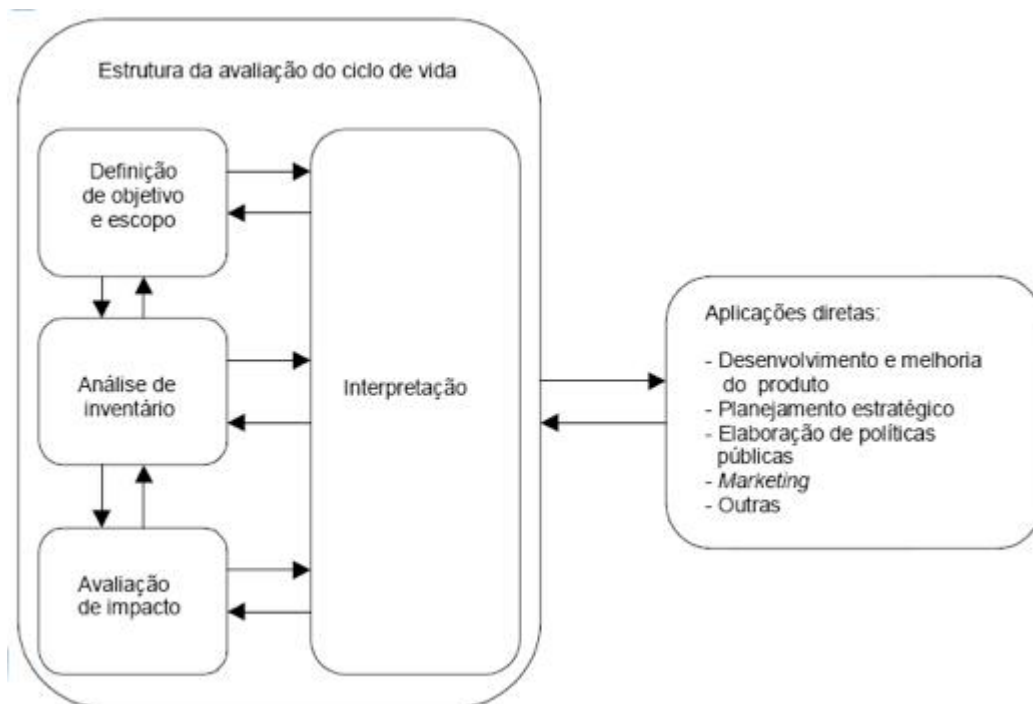 Estrutura da avaliação do ciclo de vida
Definição
de objetivo
e escopo
Análise de
inventário
Avaliação
de impacto
Interpretação
Aplicações diretas:
- Desenvolvimento e melhoria
do produto
- Planejamento estratégico
- Elaboração de políticas
públicas
- Marketing
- Outras